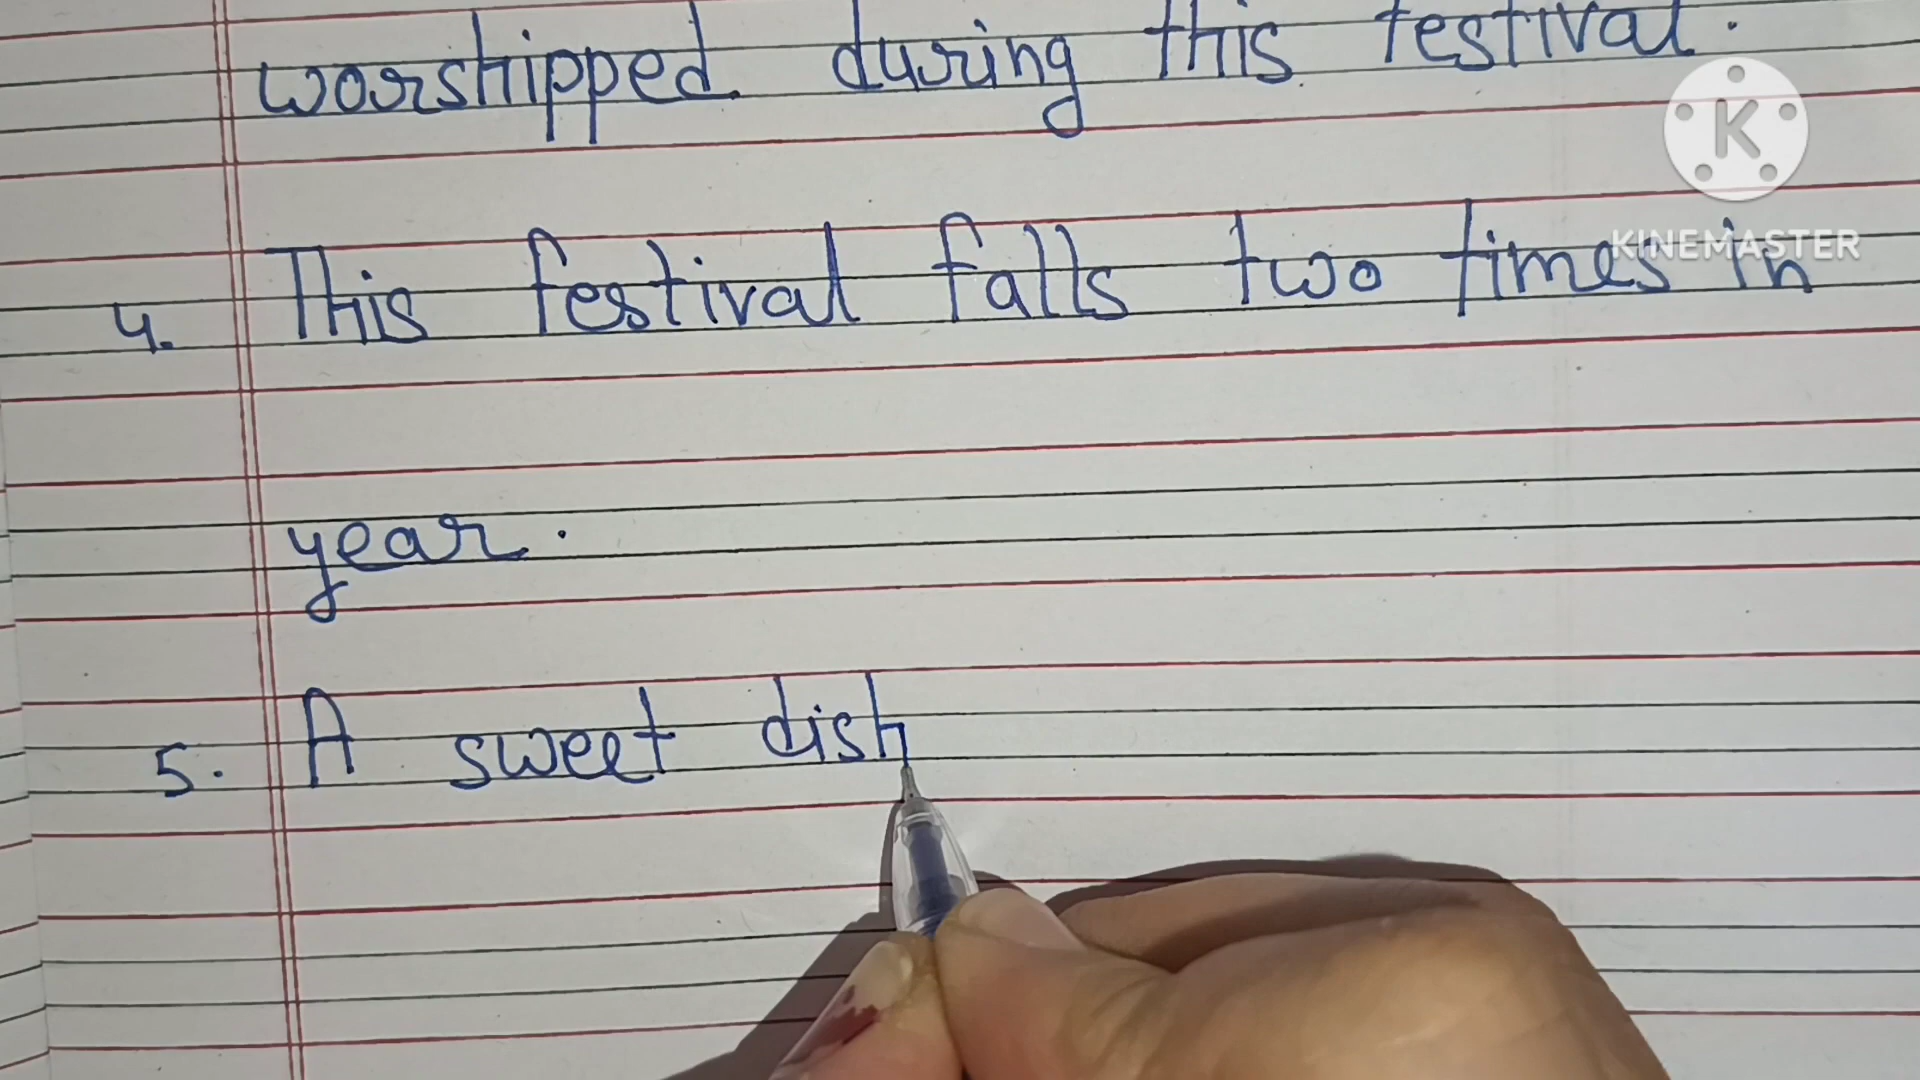 worshipped during this festival.
K
KINEMASTER
4. This festival falls two times in
year.
5. A sweet dish